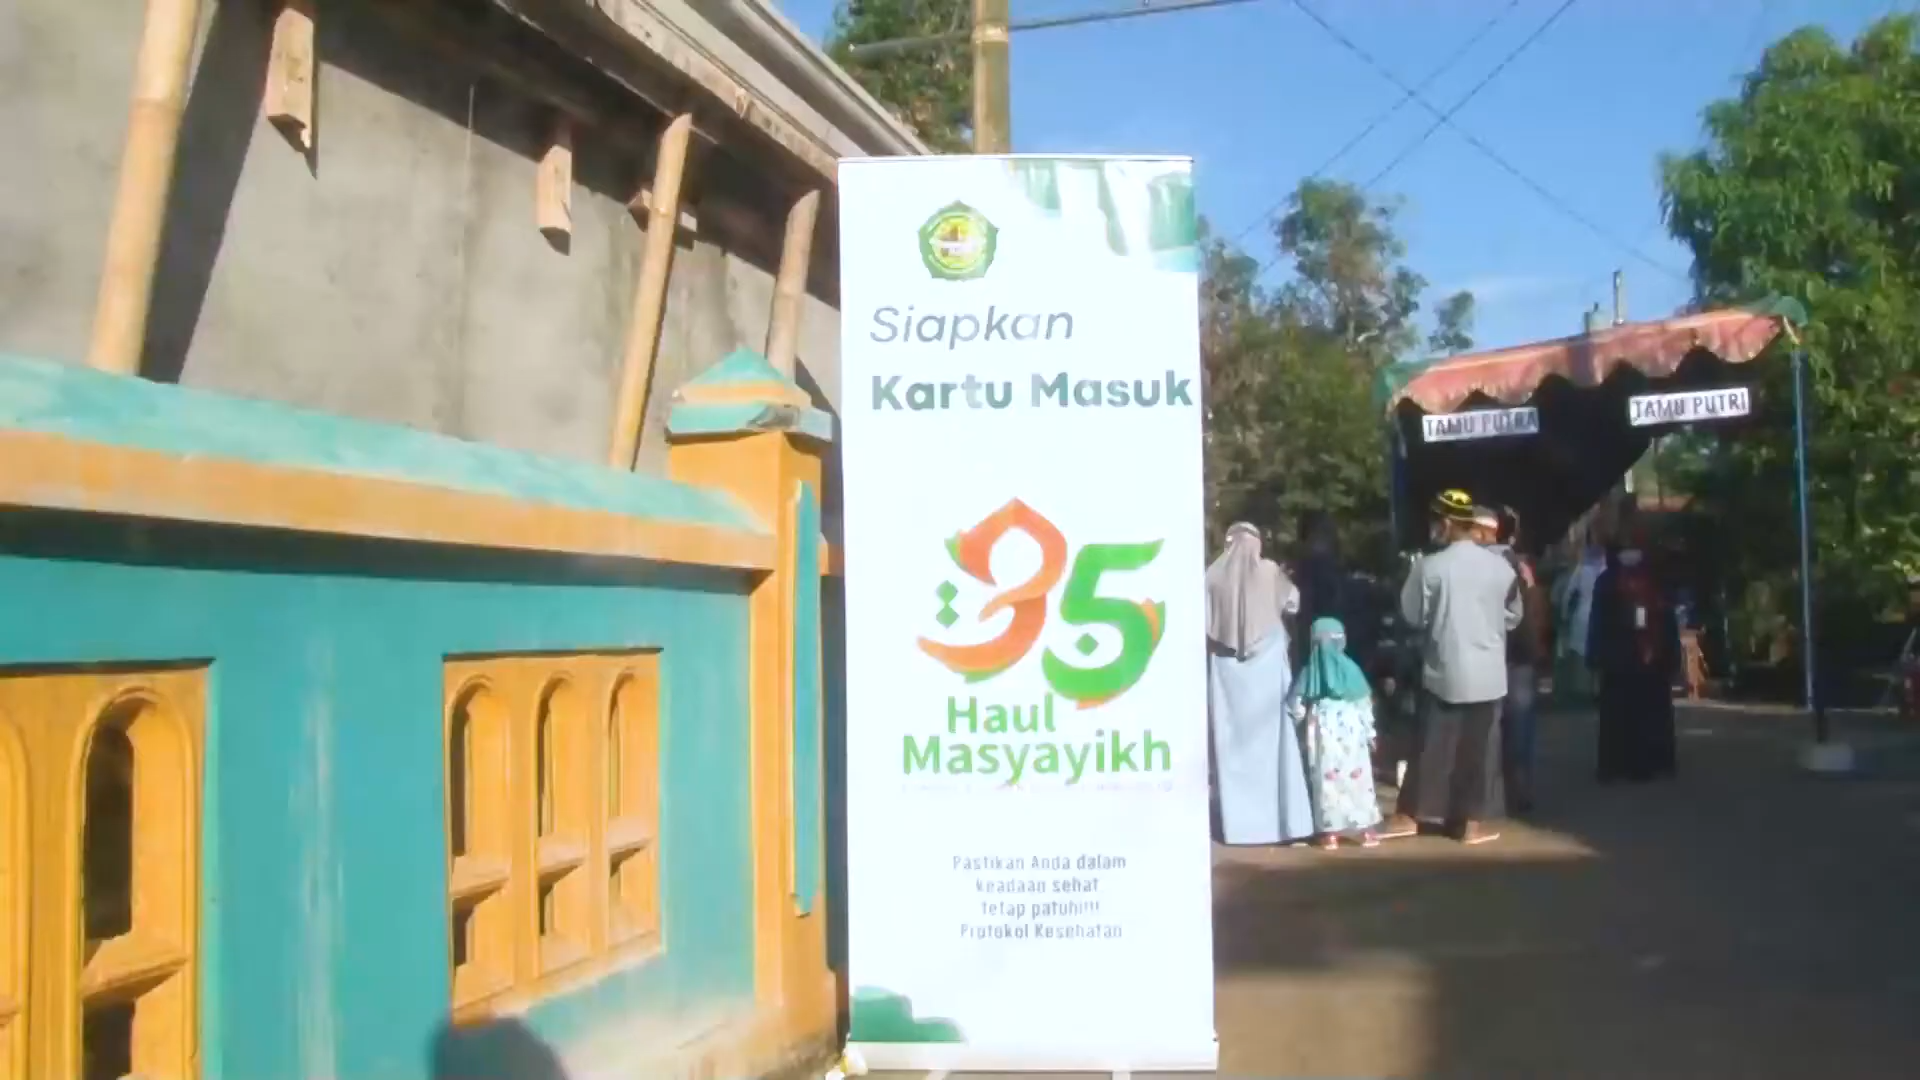 Siapkan
Kartu Masuk
35
Haul
Masyayikh
Pastikan Anda dalam
keadaan sehat
tetap patuhi!!!
Protokol Kesehatan
TAMU PUTRA
TAMU PUTRI